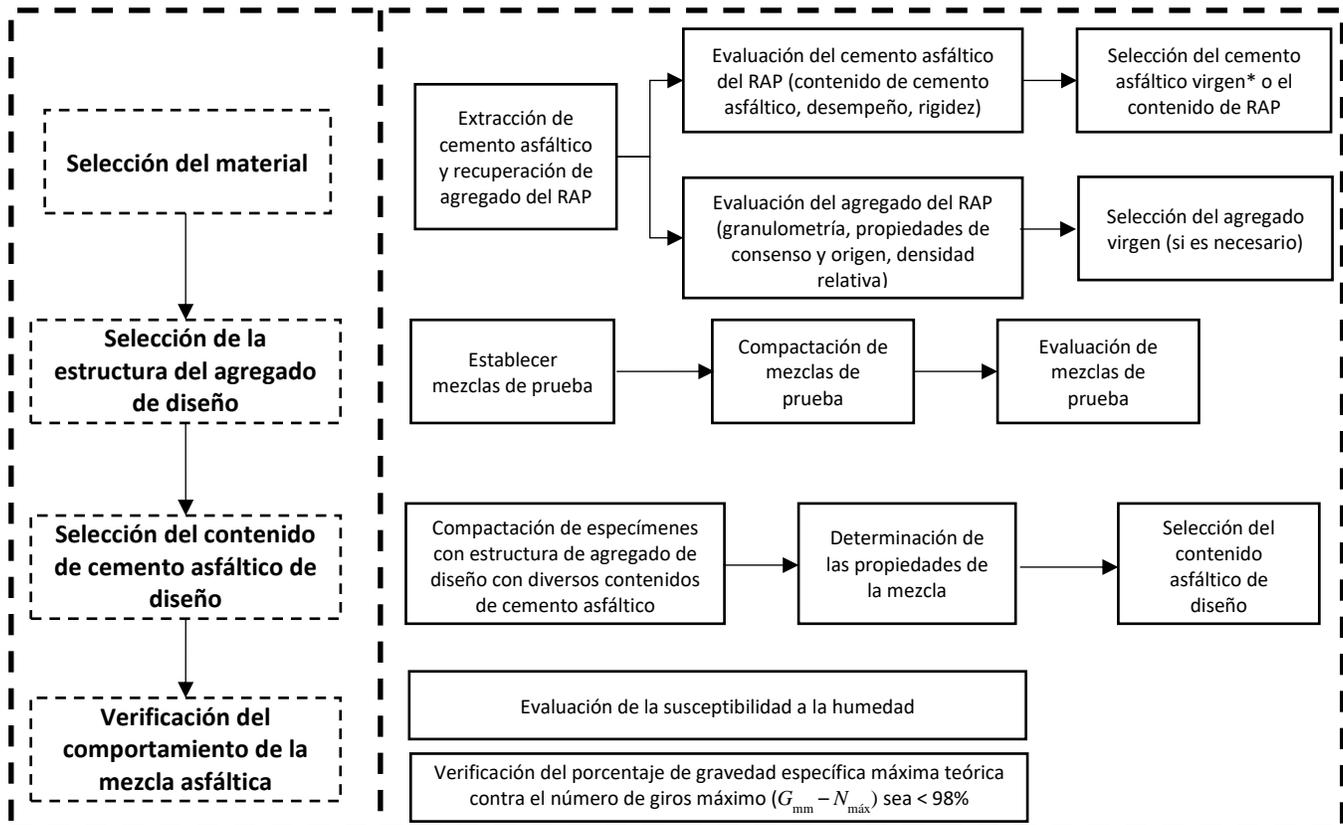 Selección del material
Extracción de
cemento asfáltico
y recuperación de
agregado del RAP
Evaluación del cemento asfáltico
del RAP (contenido de cemento
asfáltico, desempeño, rigidez)
Selección del cemento
asfáltico virgen* o el
contenido de RAP
Evaluación del agregado del RAP
(granulometría, propiedades de
consenso y origen, densidad
relativa)
Selección del agregado
virgen (si es necesario)
Selección de la
estructura del agregado
de diseño
Establecer
mezclas de prueba
Compactación de
mezclas de
prueba
Evaluación de
mezclas de
prueba
Selección del contenido
de cemento asfáltico de
diseño
Compactación de especímenes
con estructura de agregado de
diseño con diversos contenidos
de cemento asfáltico
Determinación de
las propiedades de
la mezcla
Selección del
contenido
asfáltico de
diseño
Verificación del
comportamiento de la
mezcla asfáltica
Evaluación de la susceptibilidad a la humedad
Verificación del porcentaje de gravedad específica máxima teórica
contra el número de giros máximo (G_mm − N_máx) sea < 98%